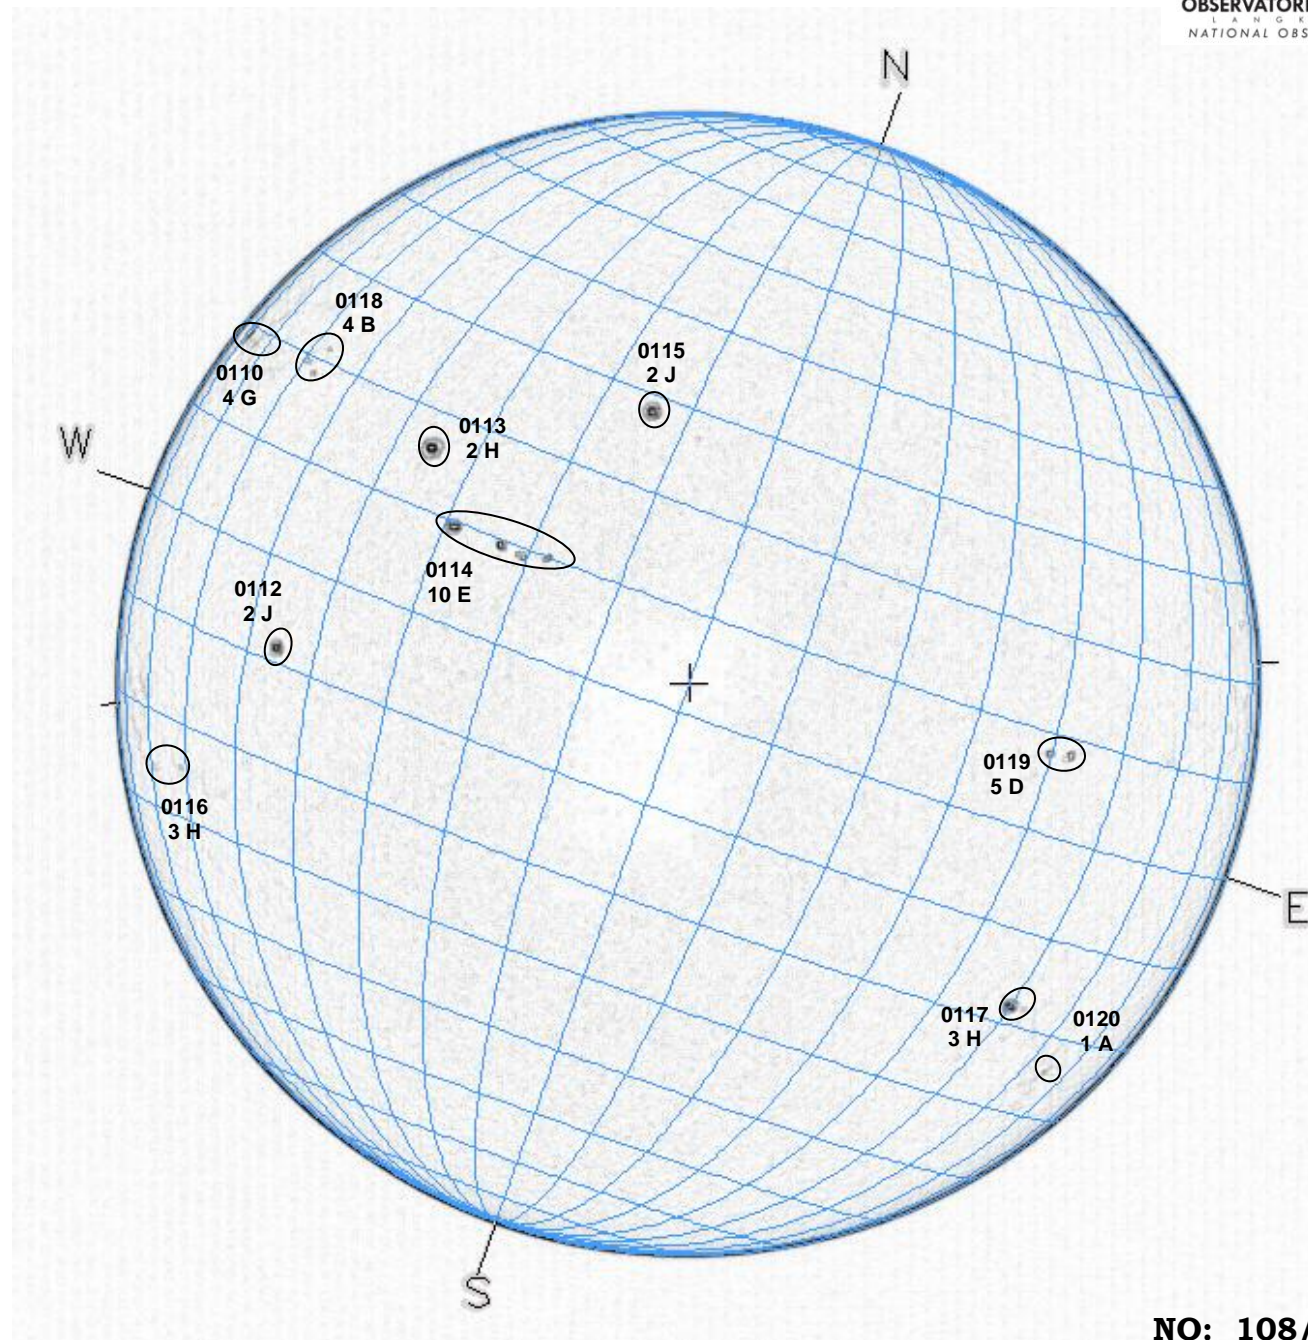 OBSERVATORI
L A N G K
NATIONAL OBS
N
0118
4 B
0110
4 G
0115
2 J
0113
2 H
W
0114
10 E
0112
2 J
0116
3 H
0119
5 D
E
0117
3 H
0120
1 A
S
NO: 108/